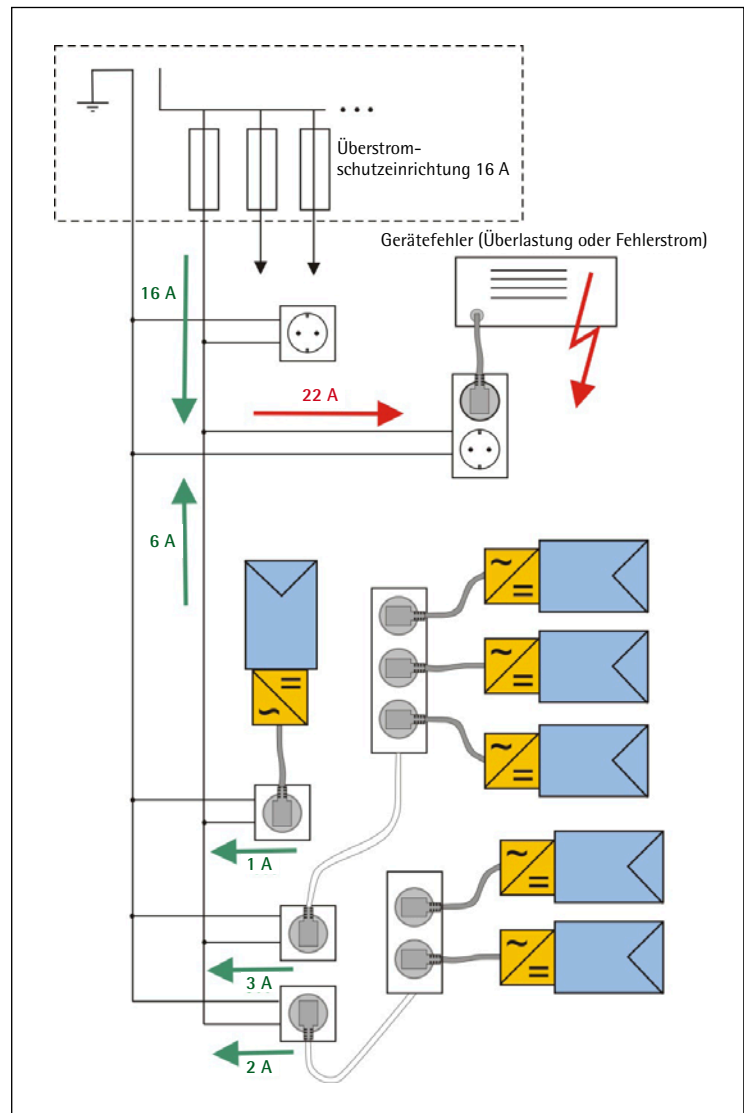 Überstrom-
schutzeinrichtung 16 A
Gerätefehler (Überlastung oder Fehlerstrom)
16 A
22 A
6 A
1 A
3 A
2 A